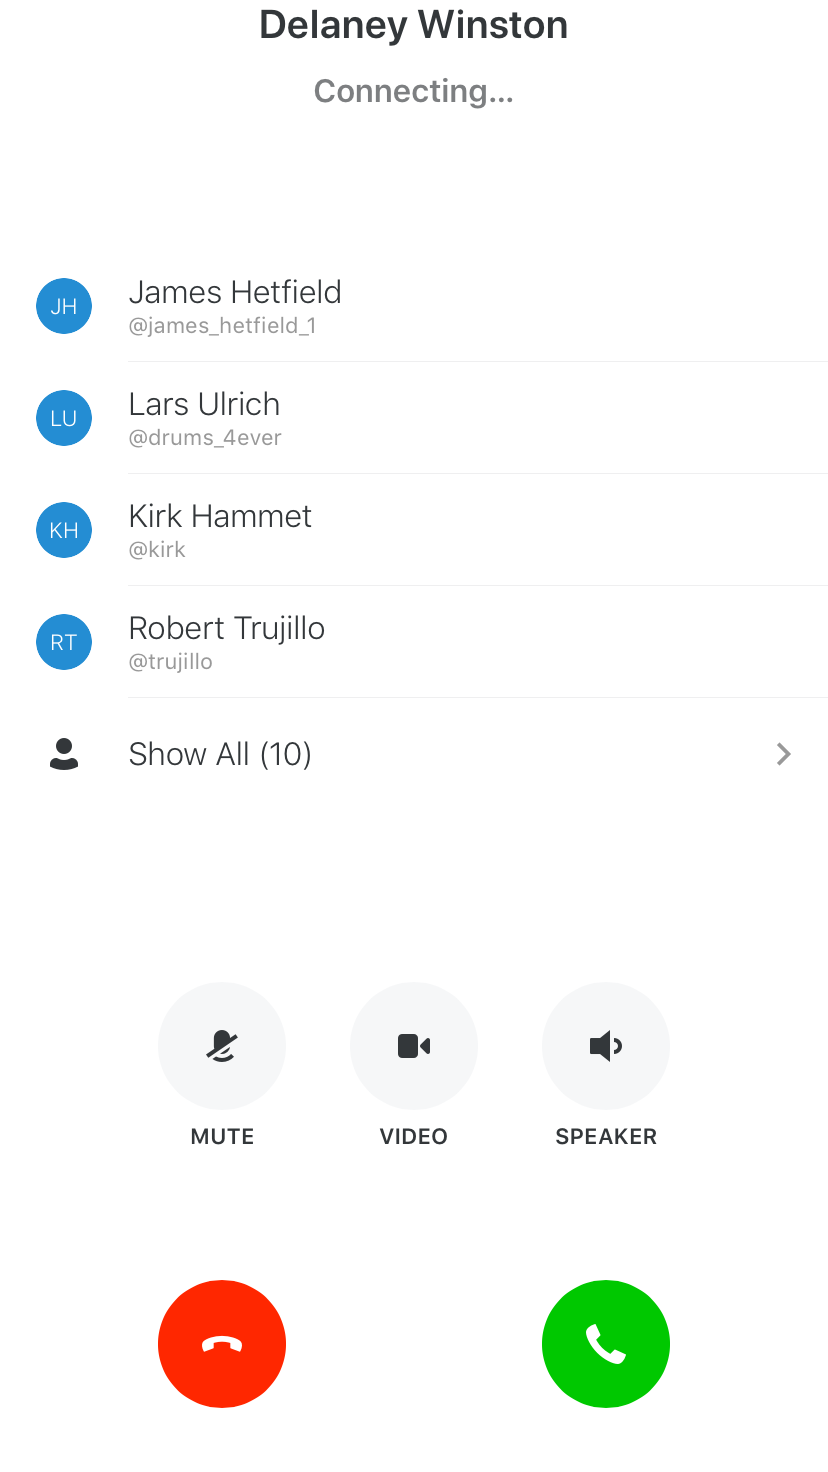 Delaney Winston
Connecting...
JH
James Hetfield
@james_hetfield_1
LU
Lars Ulrich
@drums_4ever
KH
Kirk Hammet
@kirk
RT
Robert Trujillo
@trujillo
Show All (10)
MUTE VIDEO SPEAKER